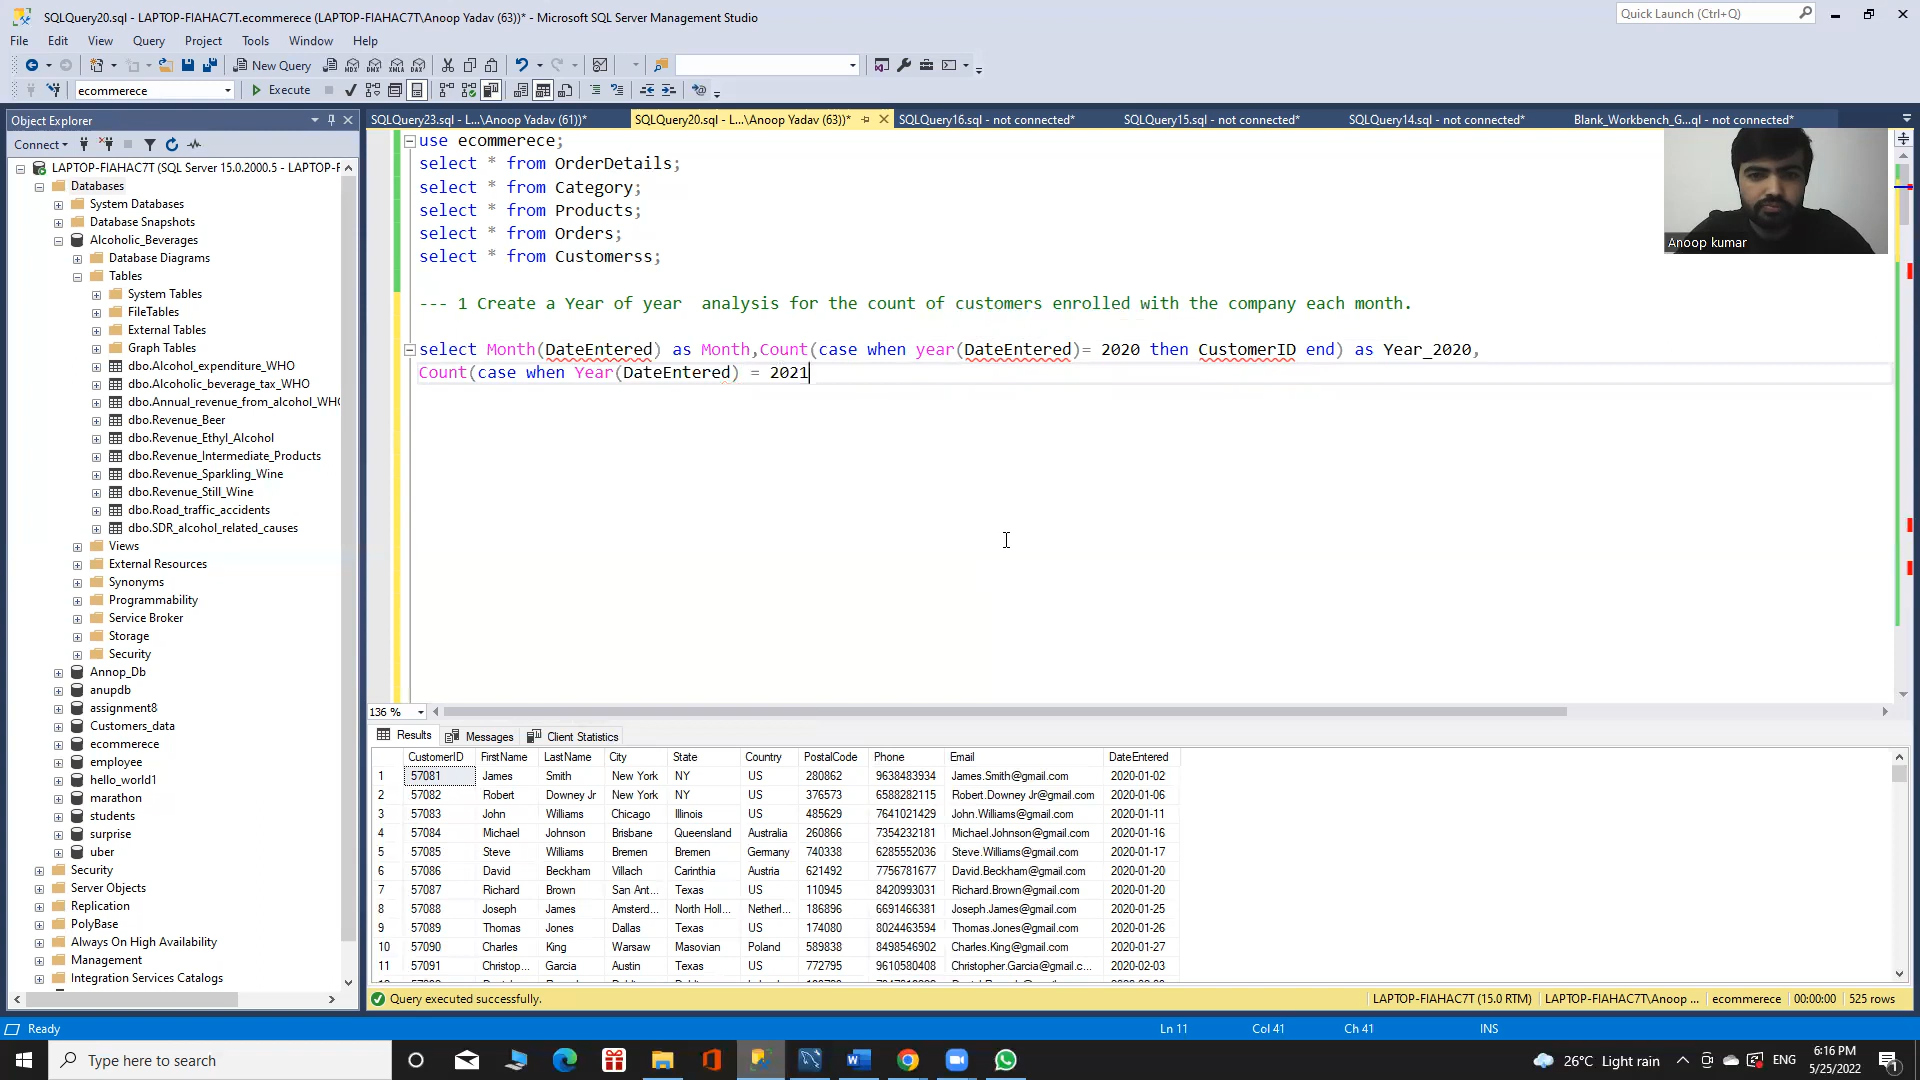 SQLQuery20.sql - LAPTOP-FIAHAC7T.ecommerece (LAPTOP-FIAHAC7T\Anoop Yadav (63))* - Microsoft SQL Server Management Studio
Quick Launch (Ctrl+Q)
File Edit View Query Project Tools Window Help
New Query
ecommerece Execute
Object Explorer
SQLQuery23.sql - L...\Anoop Yadav (61))* SQLQuery20.sql - L...\Anoop Yadav (63))* SQLQuery16.sql - not connected* SQLQuery15.sql - not connected* SQLQuery14.sql - not connected* Blank_Workbench_G...ql - not connected*
Connect
LAPTOP-FIAHAC7T (SQL Server 15.0.2000.5 - LAPTOP-F
Databases
System Databases
Database Snapshots
Alcoholic_Beverages
Database Diagrams
Tables
System Tables
FileTables
External Tables
Graph Tables
dbo.Alcohol_expenditure_WHO
dbo.Alcoholic_beverage_tax_WHO
dbo.Annual_revenue_from_alcohol_WHO
dbo.Revenue_Beer
dbo.Revenue_Ethyl_Alcohol
dbo.Revenue_Intermediate_Products
dbo.Revenue_Sparkling_Wine
dbo.Revenue_Still_Wine
dbo.Road_traffic_accidents
dbo.SDR_alcohol_related_causes
Views
External Resources
Synonyms
Programmability
Service Broker
Storage
Security
Annop_Db
anupdb
assignment8
Customers_data
ecommerece
employee
hello_world1
marathon
students
surprise
uber
Security
Server Objects
Replication
PolyBase
Always On High Availability
Management
Integration Services Catalogs
use ecommerece;
select * from OrderDetails;
select * from Category;
select * from Products;
select * from Orders;
select * from Customerss;
--- 1 Create a Year of year  analysis for the count of customers enrolled with the company each month.
select Month(DateEntered) as Month,Count(case when year(DateEntered)= 2020 then CustomerID end) as Year_2020,
Count(case when Year(DateEntered) = 2021
Anoop kumar
136 %
Results Messages Client Statistics
CustomerID FirstName LastName City State Country PostalCode Phone Email DateEntered
1 57081 James Smith New York NY US 280862 9638483934 James.Smith@gmail.com 2020-01-02
2 57082 Robert Downey Jr New York NY US 376573 6588282115 Robert.Downey Jr@gmail.com 2020-01-06
3 57083 John Williams Chicago Illinois US 485629 7641021429 John.Williams@gmail.com 2020-01-11
4 57084 Michael Johnson Brisbane Queensland Australia 260866 7354232181 Michael.Johnson@gmail.com 2020-01-16
5 57085 Steve Williams Bremen Bremen Germany 740338 6285552036 Steve.Williams@gmail.com 2020-01-17
6 57086 David Beckham Villach Carinthia Austria 621492 7756781677 David.Beckham@gmail.com 2020-01-20
7 57087 Richard Brown San Ant... Texas US 110945 8420993031 Richard.Brown@gmail.com 2020-01-20
8 57088 Joseph James Amsterd... North Holl... Netherl... 186896 6691466381 Joseph.James@gmail.com 2020-01-25
9 57089 Thomas Jones Dallas Texas US 174080 8024463594 Thomas.Jones@gmail.com 2020-01-26
10 57090 Charles King Warsaw Masovian Poland 589838 8498546902 Charles.King@gmail.com 2020-01-27
11 57091 Christop... Garcia Austin Texas US 772795 9610580408 Christopher.Garcia@gmail.c... 2020-02-03
Query executed successfully. LAPTOP-FIAHAC7T (15.0 RTM) LAPTOP-FIAHAC7T\Anoop ... ecommerece 00:00:00 525 rows
Ready Ln 11 Col 41 Ch 41 INS
Type here to search 26°C Light rain ENG
6:16 PM
5/25/2022